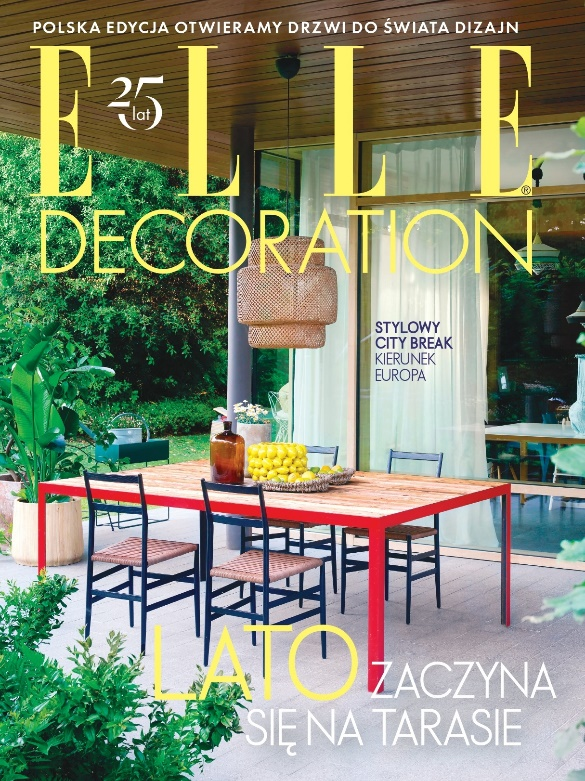 POLSKA EDYCJA OTWIERAMY DRZWI DO ŚWIATA DIZAJN
ELLE®
25
lat
DECORATION
STYLOWY
CITY BREAK
KIERUNEK
EUROPA
LATO ZACZYNA
SIĘ NA TARASIE